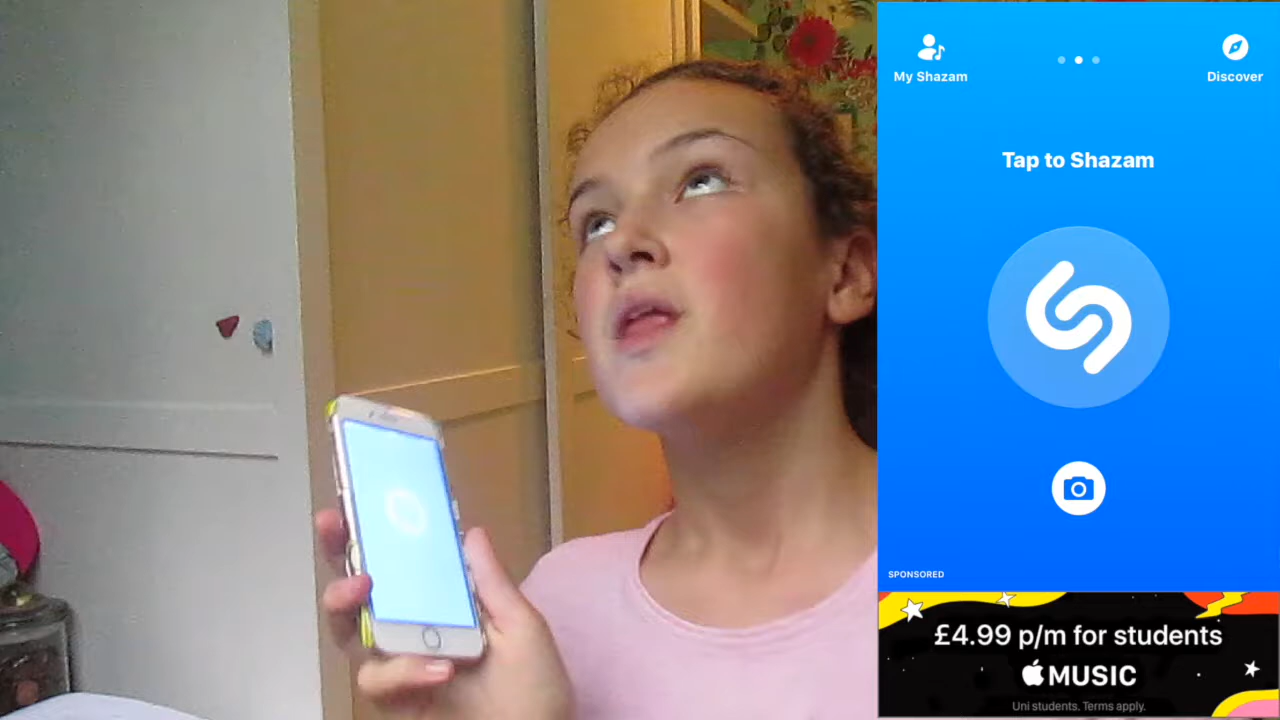 My Shazam
Discover
Tap to Shazam
SPONSORED
£4.99 p/m for students
MUSIC
Uni students. Terms apply.